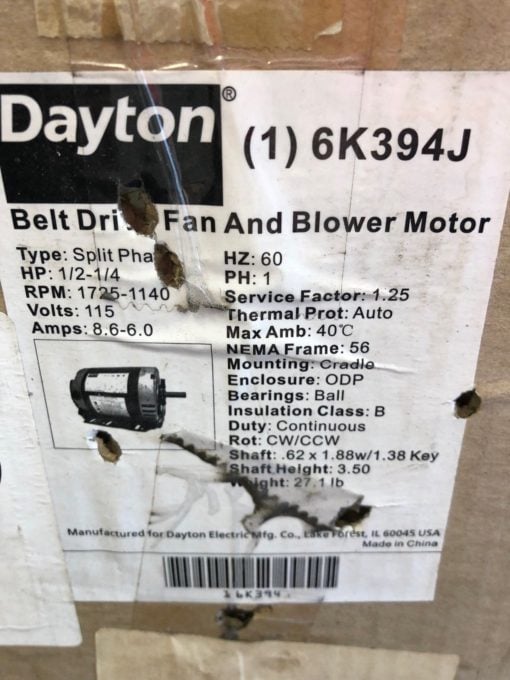 Dayton®
(1) 6K394J
Belt Dri Fan And Blower Motor
Type: Split Pha
HP: 1/2-1/4
RPM: 1725-1140
Volts: 115
Amps: 8.6-6.0
HZ: 60
PH: 1
Service Factor: 1.25
Thermal Prot: Auto
Max Amb: 40°C
NEMA Frame: 56
Mounting: Cradle
Enclosure: ODP
Bearings: Ball
Insulation Class: B
Duty: Continuous
Rot: CW/CCW
Shaft: .62 x 1.88w/1.38 Key
Shaft Height: 3.50
Weight: 27.1 lb
Manufactured for Dayton Electric Mfg. Co., Lake Forest, IL 60045 USA
Made in China